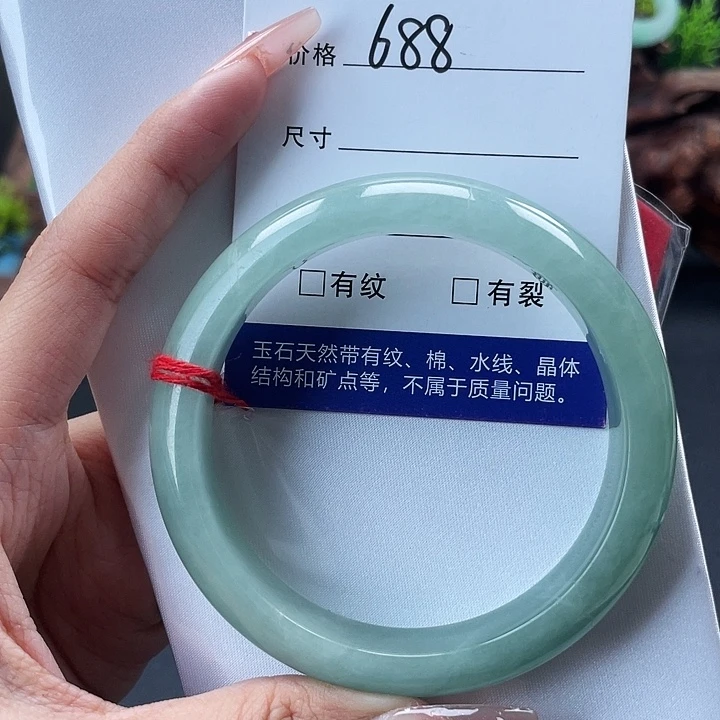 价格 688
尺寸
□有纹 □有裂
玉石天然带有纹、棉、水线、晶体
结构和矿点等，不属于质量问题。